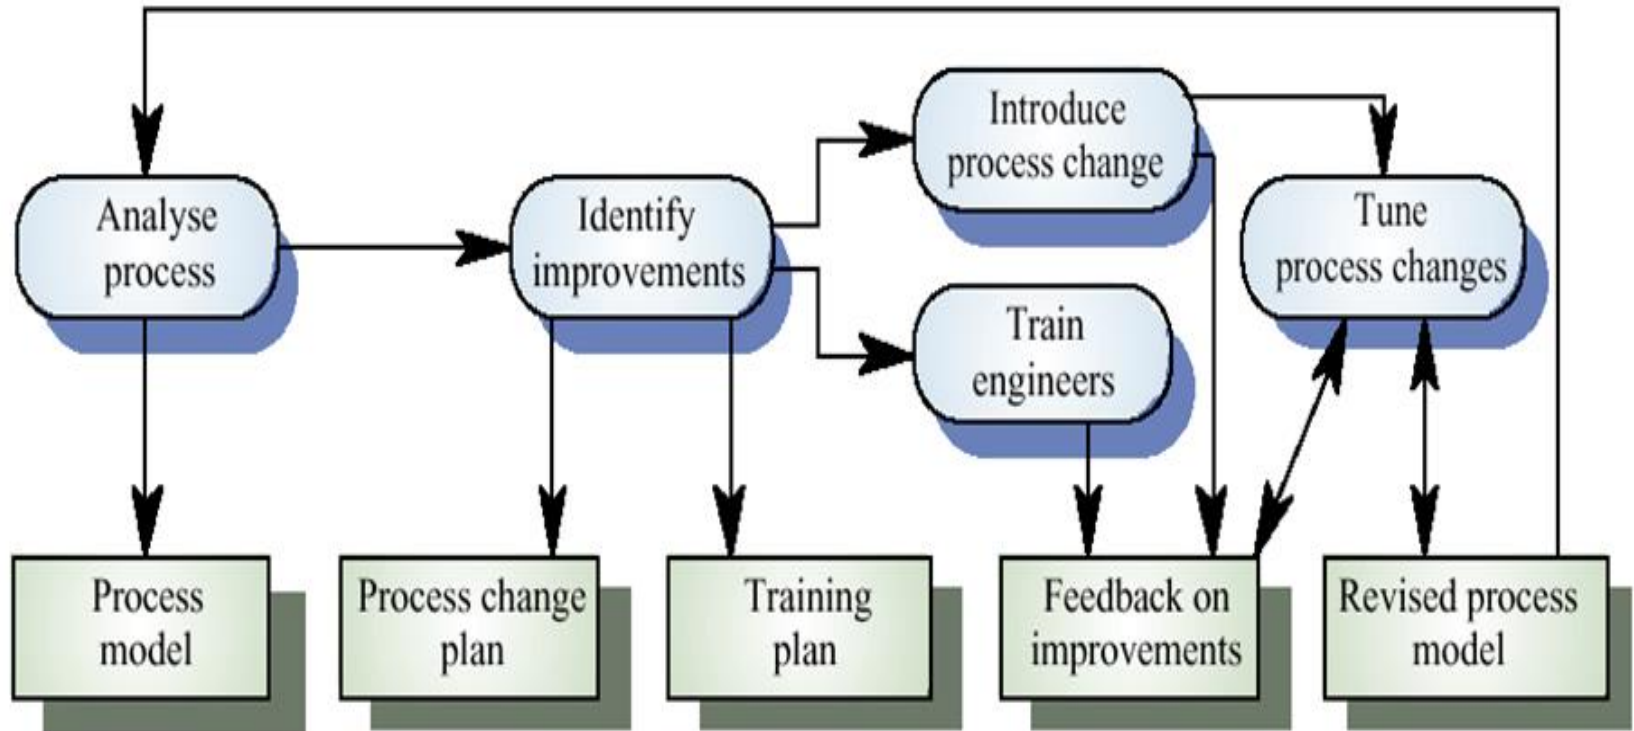 Introduce
process change
Analyse
process
Identify
improvements
Tune
process changes
Train
engineers
Process
model
Process change
plan
Training
plan
Feedback on
improvements
Revised process
model